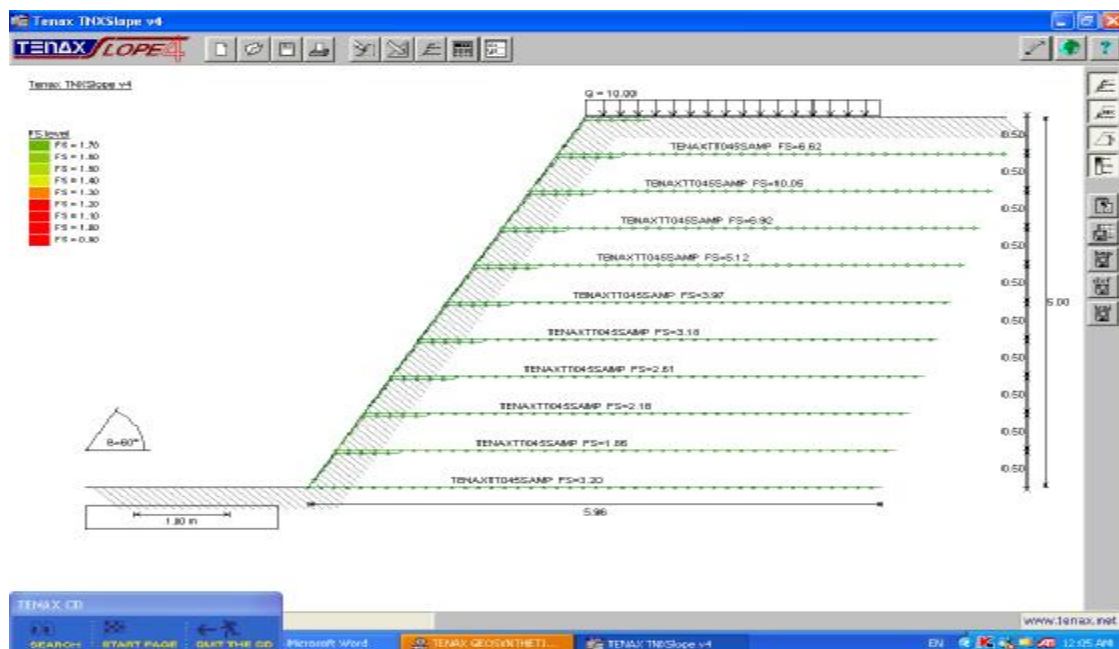 Tenax TNXSlope v4
TENAX SLOPE 4
Tenax TNXSlope v4
Q = 10.00
FS level
FS = 1.70
FS = 1.60
FS = 1.50
FS = 1.40
FS = 1.30
FS = 1.20
FS = 1.10
FS = 1.00
FS = 0.90
0.50
TENAXTT045SAMP FS=6.62
0.50
TENAXTT045SAMP FS=10.05
0.50
TENAXTT045SAMP FS=6.92
0.50
TENAXTT045SAMP FS=5.12
0.50
TENAXTT045SAMP FS=3.97
5.00
0.50
TENAXTT045SAMP FS=3.18
0.50
TENAXTT045SAMP FS=2.61
0.50
TENAXTT045SAMP FS=2.18
0.50
B=60°
TENAXTT045SAMP FS=1.86
0.50
TENAXTT045SAMP FS=3.20
5.96
1.00 m
TENAX CD
www.tenax.net
SEARCH START PAGE QUIT THE CD
Microsoft Word
TENAX GEOSYNTHETI...
TENAX TNXSlope v4
EN
12:05 AM